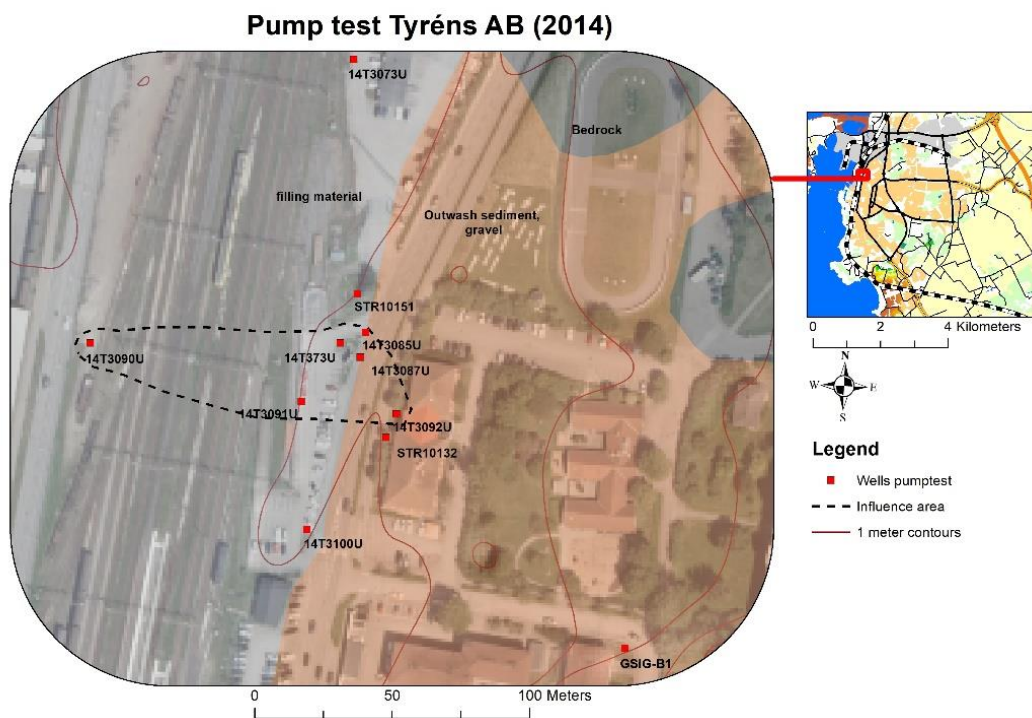 Pump test Tyréns AB (2014)
14T3073U
Bedrock
filling material
Outwash sediment,
gravel
STR10151
14T3090U
14T373U
14T3085U
14T3087U
14T3091U
14T3092U
STR10132
14T3100U
GSIG-B1
0 50 100 Meters
0 2 4 Kilometers
N
W E
S
Legend
Wells pumptest
Influence area
1 meter contours